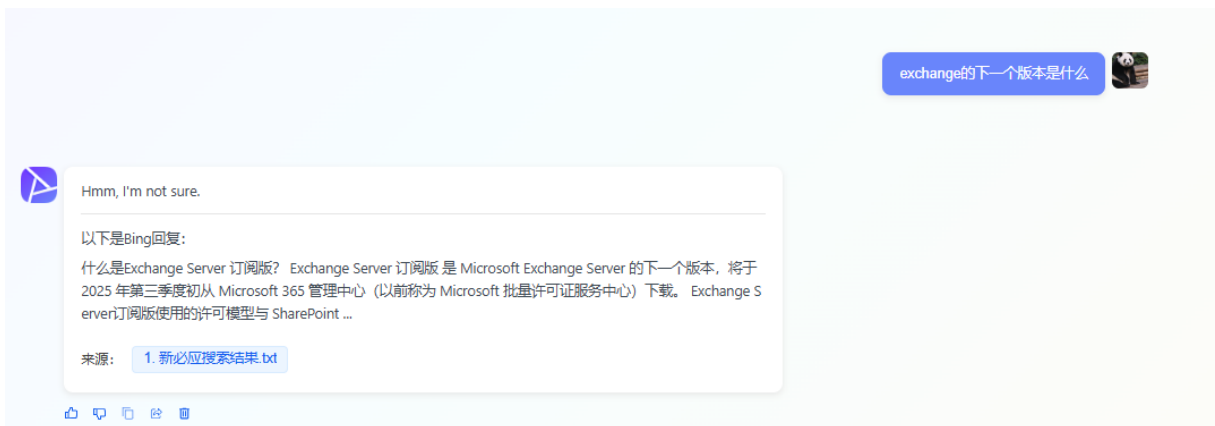 exchange的下一个版本是什么
Hmm, I'm not sure.
以下是Bing回复：
什么是Exchange Server 订阅版？ Exchange Server 订阅版 是 Microsoft Exchange Server 的下一个版本，将于
2025 年第三季度初从 Microsoft 365 管理中心（以前称为 Microsoft 批量许可证服务中心）下载。 Exchange S
erver订阅版使用的许可模型与 SharePoint ...
来源： 1. 新必应搜索结果.txt